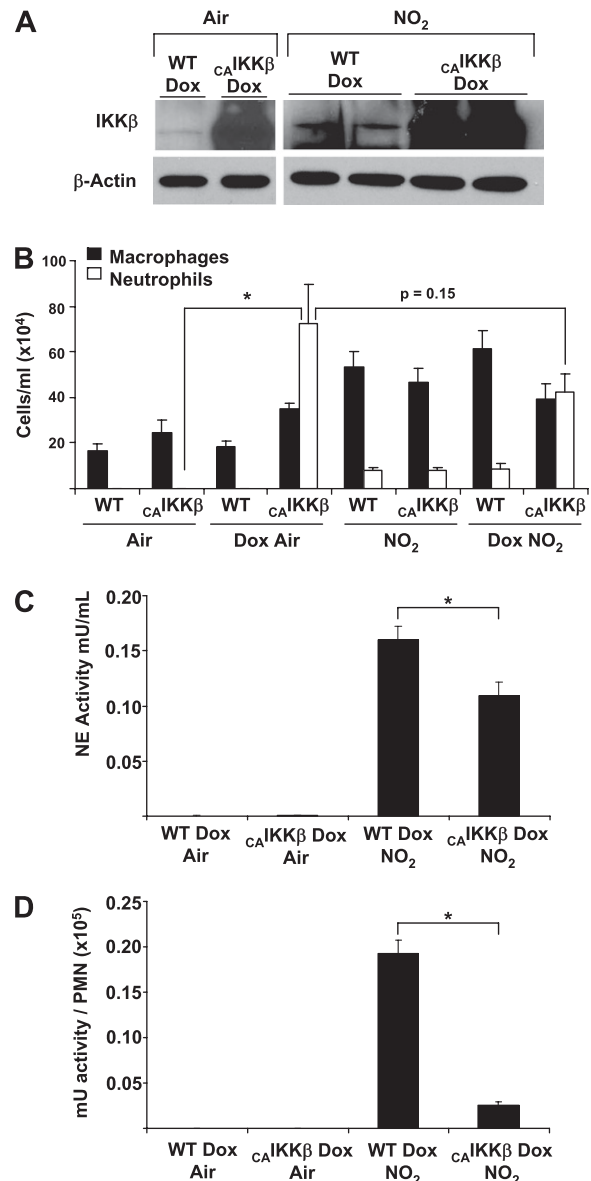 A
Air
NO₂
WT
Dox
CAIKKβ
Dox
WT
Dox
CAIKKβ
Dox
IKKβ
β-Actin
B
Macrophages
Neutrophils
Cells/ml (x10⁴)
100
80
60
40
20
*
p = 0.15
WT CAIKKβ WT CAIKKβ WT CAIKKβ WT CAIKKβ
Air Dox Air NO₂ Dox NO₂
C
NE Activity mU/mL
0.20
0.15
0.10
0.05
*
WT Dox CAIKKβ Dox WT Dox CAIKKβ Dox
Air Air NO₂ NO₂
D
mU activity / PMN (x10⁵)
0.25
0.20
0.15
0.10
0.05
*
WT Dox CAIKKβ Dox WT Dox CAIKKβ Dox
Air Air NO₂ NO₂